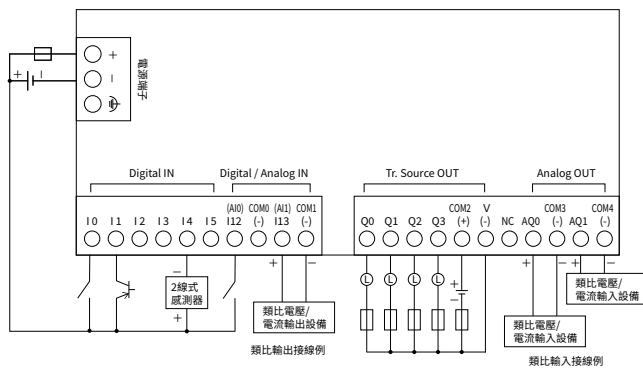 +
−
電源端子
+ −
Digital IN
Digital / Analog IN
Tr. Source OUT
Analog OUT
(AI0) COM0 (AI1) COM1
I0 I1 I2 I3 I4 I5 I12 (-) I13 (-)
COM2 V COM3 COM4
Q0 Q1 Q2 Q3 (+) (-) NC AQ0 (-) AQ1 (-)
−
2線式
感測器
+
+ −
類比電壓/
電流輸出設備
類比輸出接線例
L L L L
+
−
+ −
類比電壓/
電流輸入設備
+ −
類比電壓/
電流輸入設備
類比輸入接線例